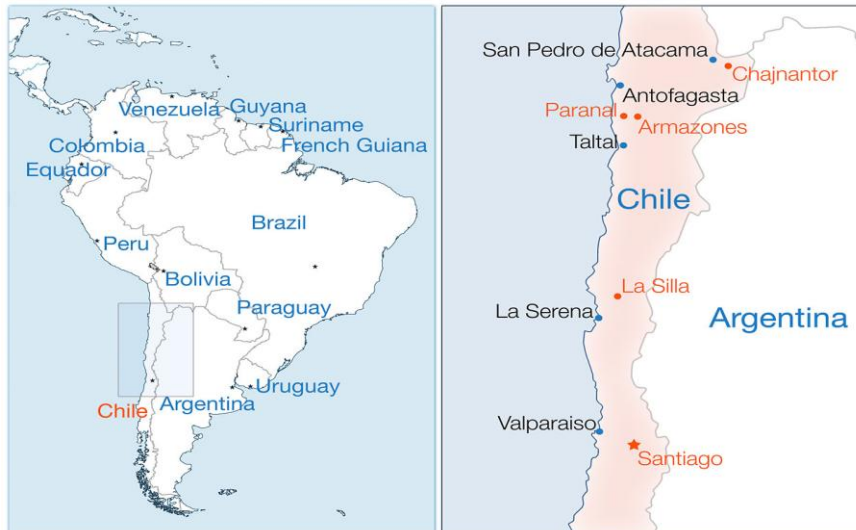 Venezuela
Guyana
Suriname
Colombia
French Guiana
Equador
Brazil
Peru
Bolivia
Paraguay
Uruguay
Chile
Argentina
San Pedro de Atacama
Chajnantor
Antofagasta
Paranal
Armazones
Taltal
Chile
La Silla
La Serena
Argentina
Valparaiso
Santiago